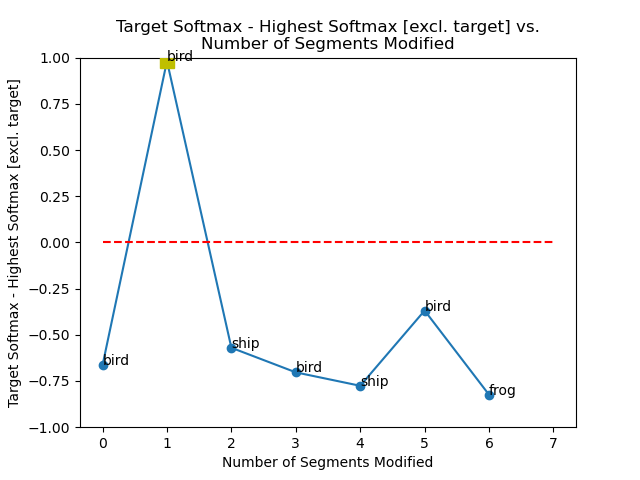 Target Softmax - Highest Softmax [excl. target] vs.
Number of Segments Modified
Target Softmax - Highest Softmax [excl. target]
1.00
0.75
0.50
0.25
0.00
−0.25
−0.50
−0.75
−1.00
bird
bird
ship
bird
ship
bird
frog
0 1 2 3 4 5 6 7
Number of Segments Modified